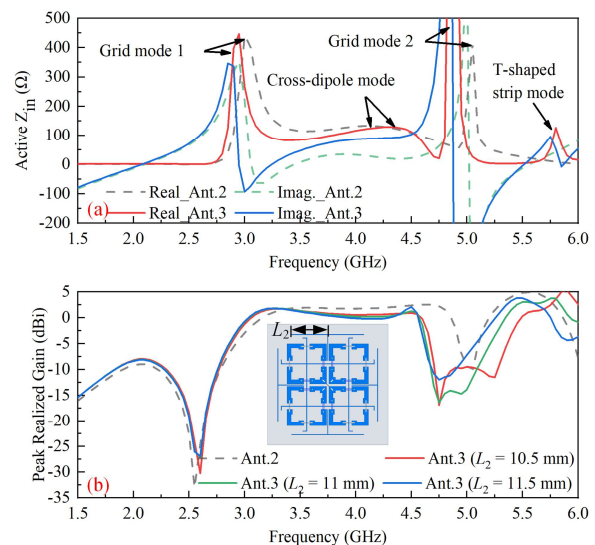 (a)
Active Z_in (Ω)
500
400
300
200
100
0
-100
-200
Grid mode 1
Grid mode 2
Cross-dipole mode
T-shaped
strip mode
Real_Ant.2
Imag._Ant.2
Real_Ant.3
Imag._Ant.3
1.5 2.0 2.5 3.0 3.5 4.0 4.5 5.0 5.5 6.0
Frequency (GHz)
(b)
Peak Realized Gain (dBi)
5
0
-5
-10
-15
-20
-25
-30
-35
L₂
Ant.2
Ant.3 (L₂ = 10.5 mm)
Ant.3 (L₂ = 11 mm)
Ant.3 (L₂ = 11.5 mm)
1.5 2.0 2.5 3.0 3.5 4.0 4.5 5.0 5.5 6.0
Frequency (GHz)